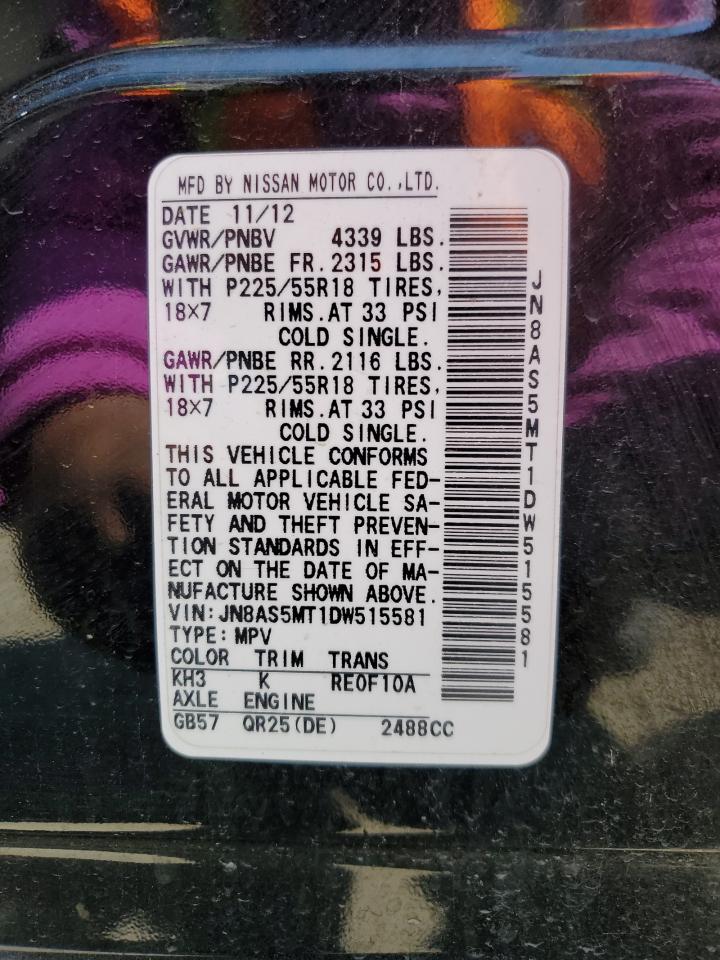 MFD BY NISSAN MOTOR CO.,LTD.
DATE 11/12
GVWR/PNBV 4339 LBS.
GAWR/PNBE FR. 2315 LBS.
WITH P225/55R18 TIRES,
18×7 RIMS.AT 33 PSI
COLD SINGLE.
GAWR/PNBE RR. 2116 LBS.
WITH P225/55R18 TIRES,
18×7 RIMS.AT 33 PSI
COLD SINGLE.
THIS VEHICLE CONFORMS
TO ALL APPLICABLE FED-
ERAL MOTOR VEHICLE SA-
FETY AND THEFT PREVEN-
TION STANDARDS IN EFF-
ECT ON THE DATE OF MA-
NUFACTURE SHOWN ABOVE.
VIN:JN8AS5MT1DW515581
TYPE:MPV
COLOR TRIM TRANS
KH3 K RE0F10A
AXLE ENGINE
GB57 QR25(DE) 2488CC
JN8AS5MT1DW515581